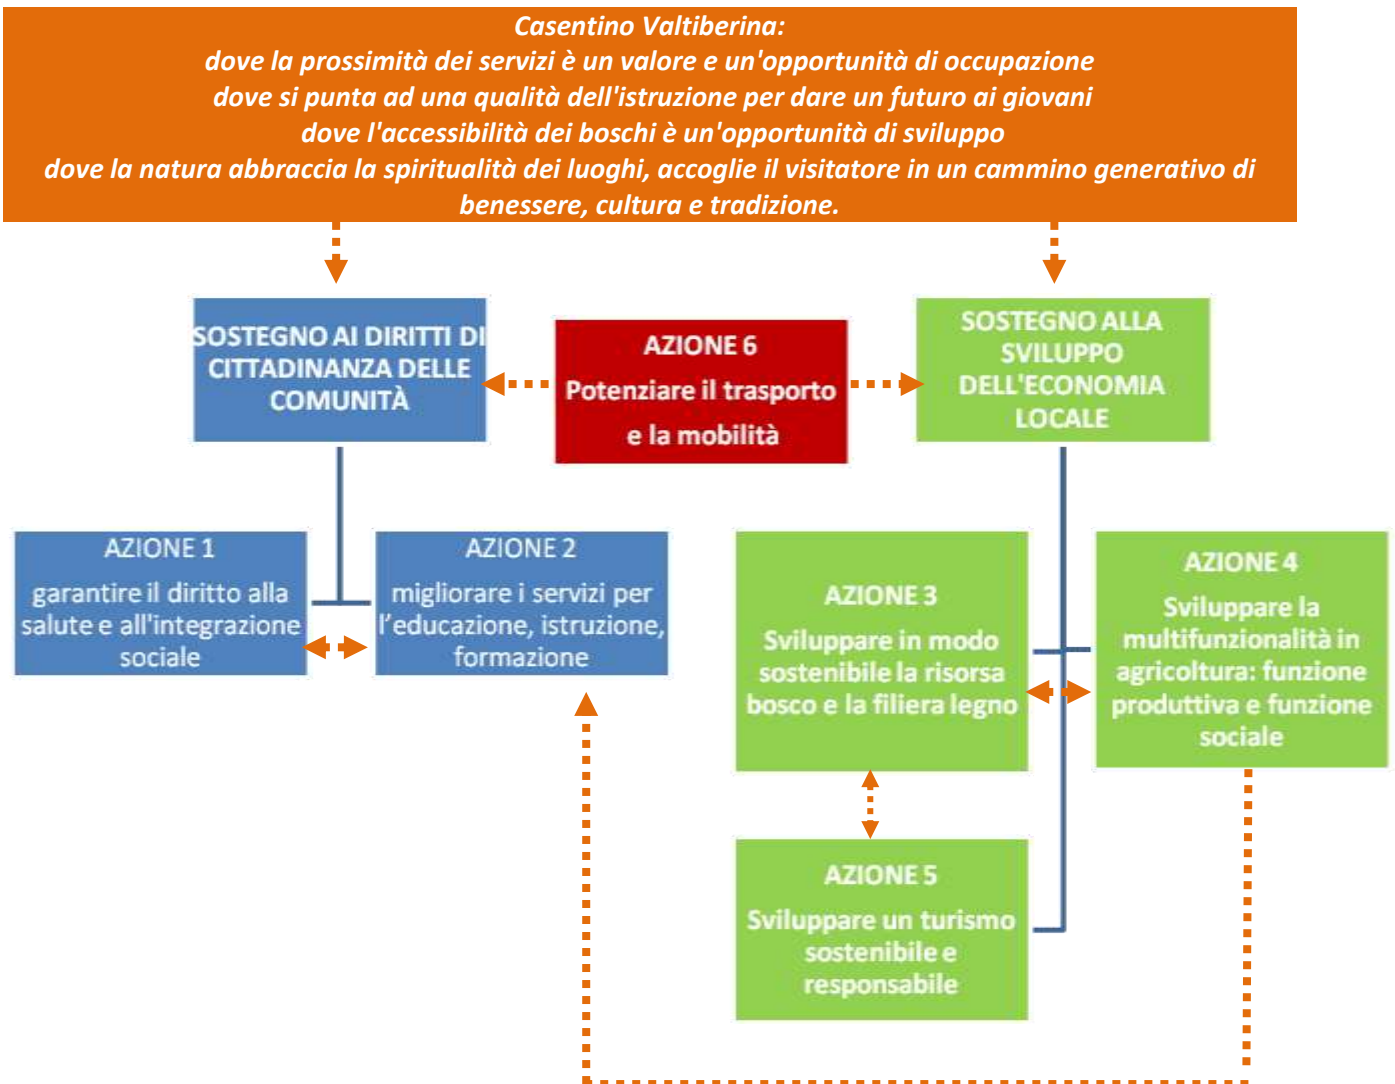 Casentino Valtiberina:
dove la prossimità dei servizi è un valore e un'opportunità di occupazione
dove si punta ad una qualità dell'istruzione per dare un futuro ai giovani
dove l'accessibilità dei boschi è un'opportunità di sviluppo
dove la natura abbraccia la spiritualità dei luoghi, accoglie il visitatore in un cammino generativo di
benessere, cultura e tradizione.
SOSTEGNO AI DIRITTI DI
CITTADINANZA DELLE
COMUNITÀ
AZIONE 6
Potenziare il trasporto
e la mobilità
SOSTEGNO ALLA
SVILUPPO
DELL'ECONOMIA
LOCALE
AZIONE 1
garantire il diritto alla
salute e all'integrazione
sociale
AZIONE 2
migliorare i servizi per
l’educazione, istruzione,
formazione
AZIONE 3
Sviluppare in modo
sostenibile la risorsa
bosco e la filiera legno
AZIONE 4
Sviluppare la
multifunzionalità in
agricoltura: funzione
produttiva e funzione
sociale
AZIONE 5
Sviluppare un turismo
sostenibile e
responsabile